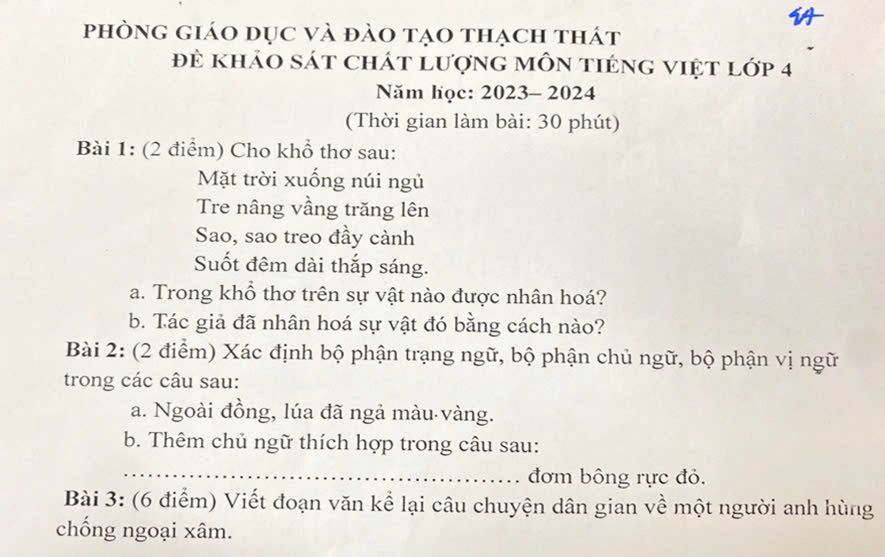 4A
PHÒNG GIÁO DỤC VÀ ĐÀO TẠO THẠCH THẤT
ĐỀ KHẢO SÁT CHẤT LƯỢNG MÔN TIẾNG VIỆT LỚP 4
Năm học: 2023– 2024
(Thời gian làm bài: 30 phút)
Bài 1: (2 điểm) Cho khổ thơ sau:
Mặt trời xuống núi ngủ
Tre nâng vầng trăng lên
Sao, sao treo đầy cành
Suốt đêm dài thắp sáng.
a. Trong khổ thơ trên sự vật nào được nhân hoá?
b. Tác giả đã nhân hoá sự vật đó bằng cách nào?
Bài 2: (2 điểm) Xác định bộ phận trạng ngữ, bộ phận chủ ngữ, bộ phận vị ngữ
trong các câu sau:
a. Ngoài đồng, lúa đã ngả màu vàng.
b. Thêm chủ ngữ thích hợp trong câu sau:
.................................................... đơm bông rực đỏ.
Bài 3: (6 điểm) Viết đoạn văn kể lại câu chuyện dân gian về một người anh hùng
chống ngoại xâm.